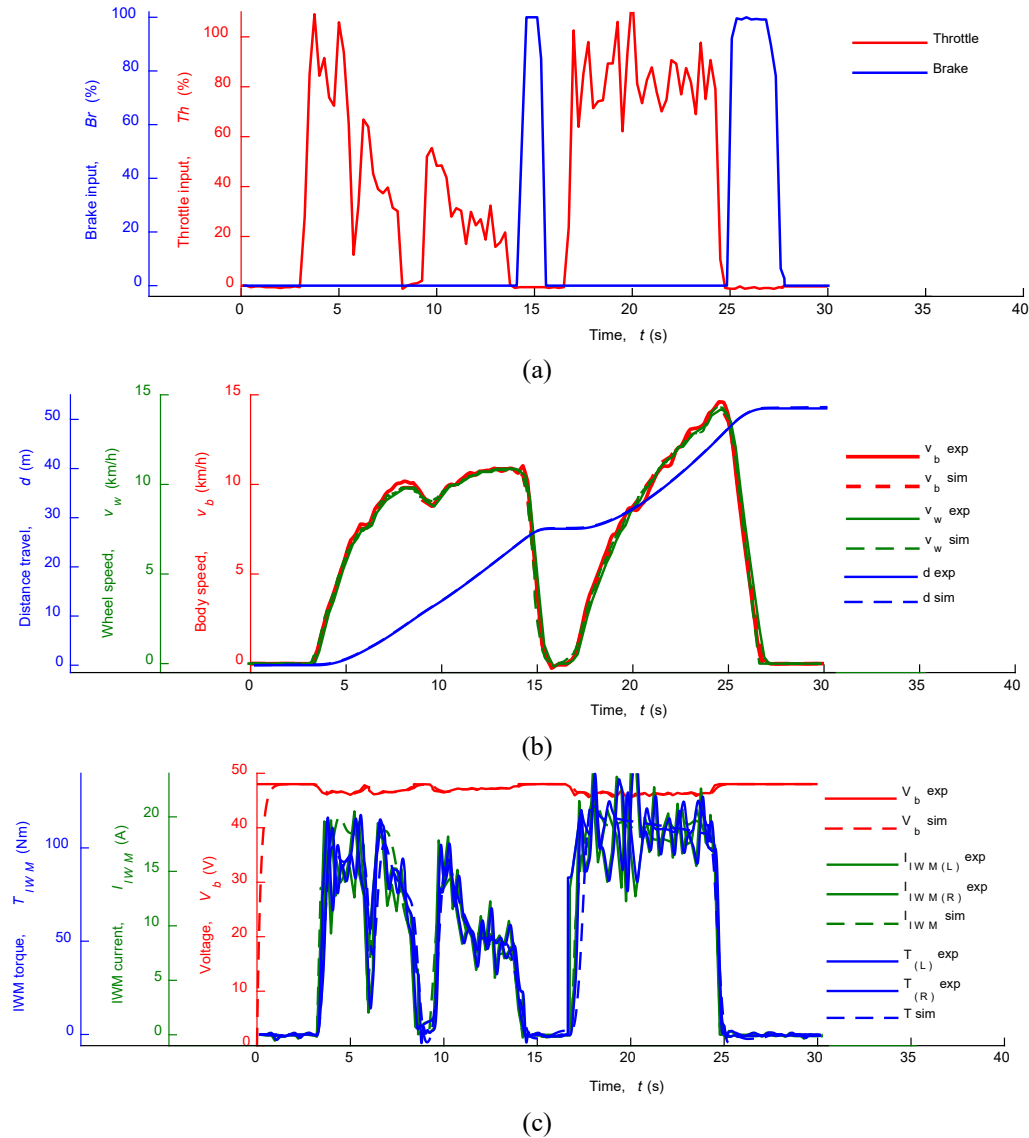 Brake input, Br (%)
100
80
60
40
20
0
Throttle input, Th (%)
100
80
60
40
20
0
Throttle
Brake
0 5 10 15 20 25 30 35 40
Time, t (s)
(a)
Distance travel, d (m)
50
40
30
20
10
0
Wheel speed, v_w (km/h)
15
10
5
0
Body speed, v_b (km/h)
15
10
5
0
v_b exp
v_b sim
v_w exp
v_w sim
d exp
d sim
0 5 10 15 20 25 30 35 40
Time, t (s)
(b)
IWM torque, T_IWM (Nm)
100
50
0
IWM current, I_IWM (A)
20
15
10
5
0
Voltage, V_b (V)
50
40
30
20
10
0
V_b exp
V_b sim
I_IWM(L) exp
I_IWM(R) exp
I_IWM sim
T_(L) exp
T_(R) exp
T sim
0 5 10 15 20 25 30 35 40
Time, t (s)
(c)